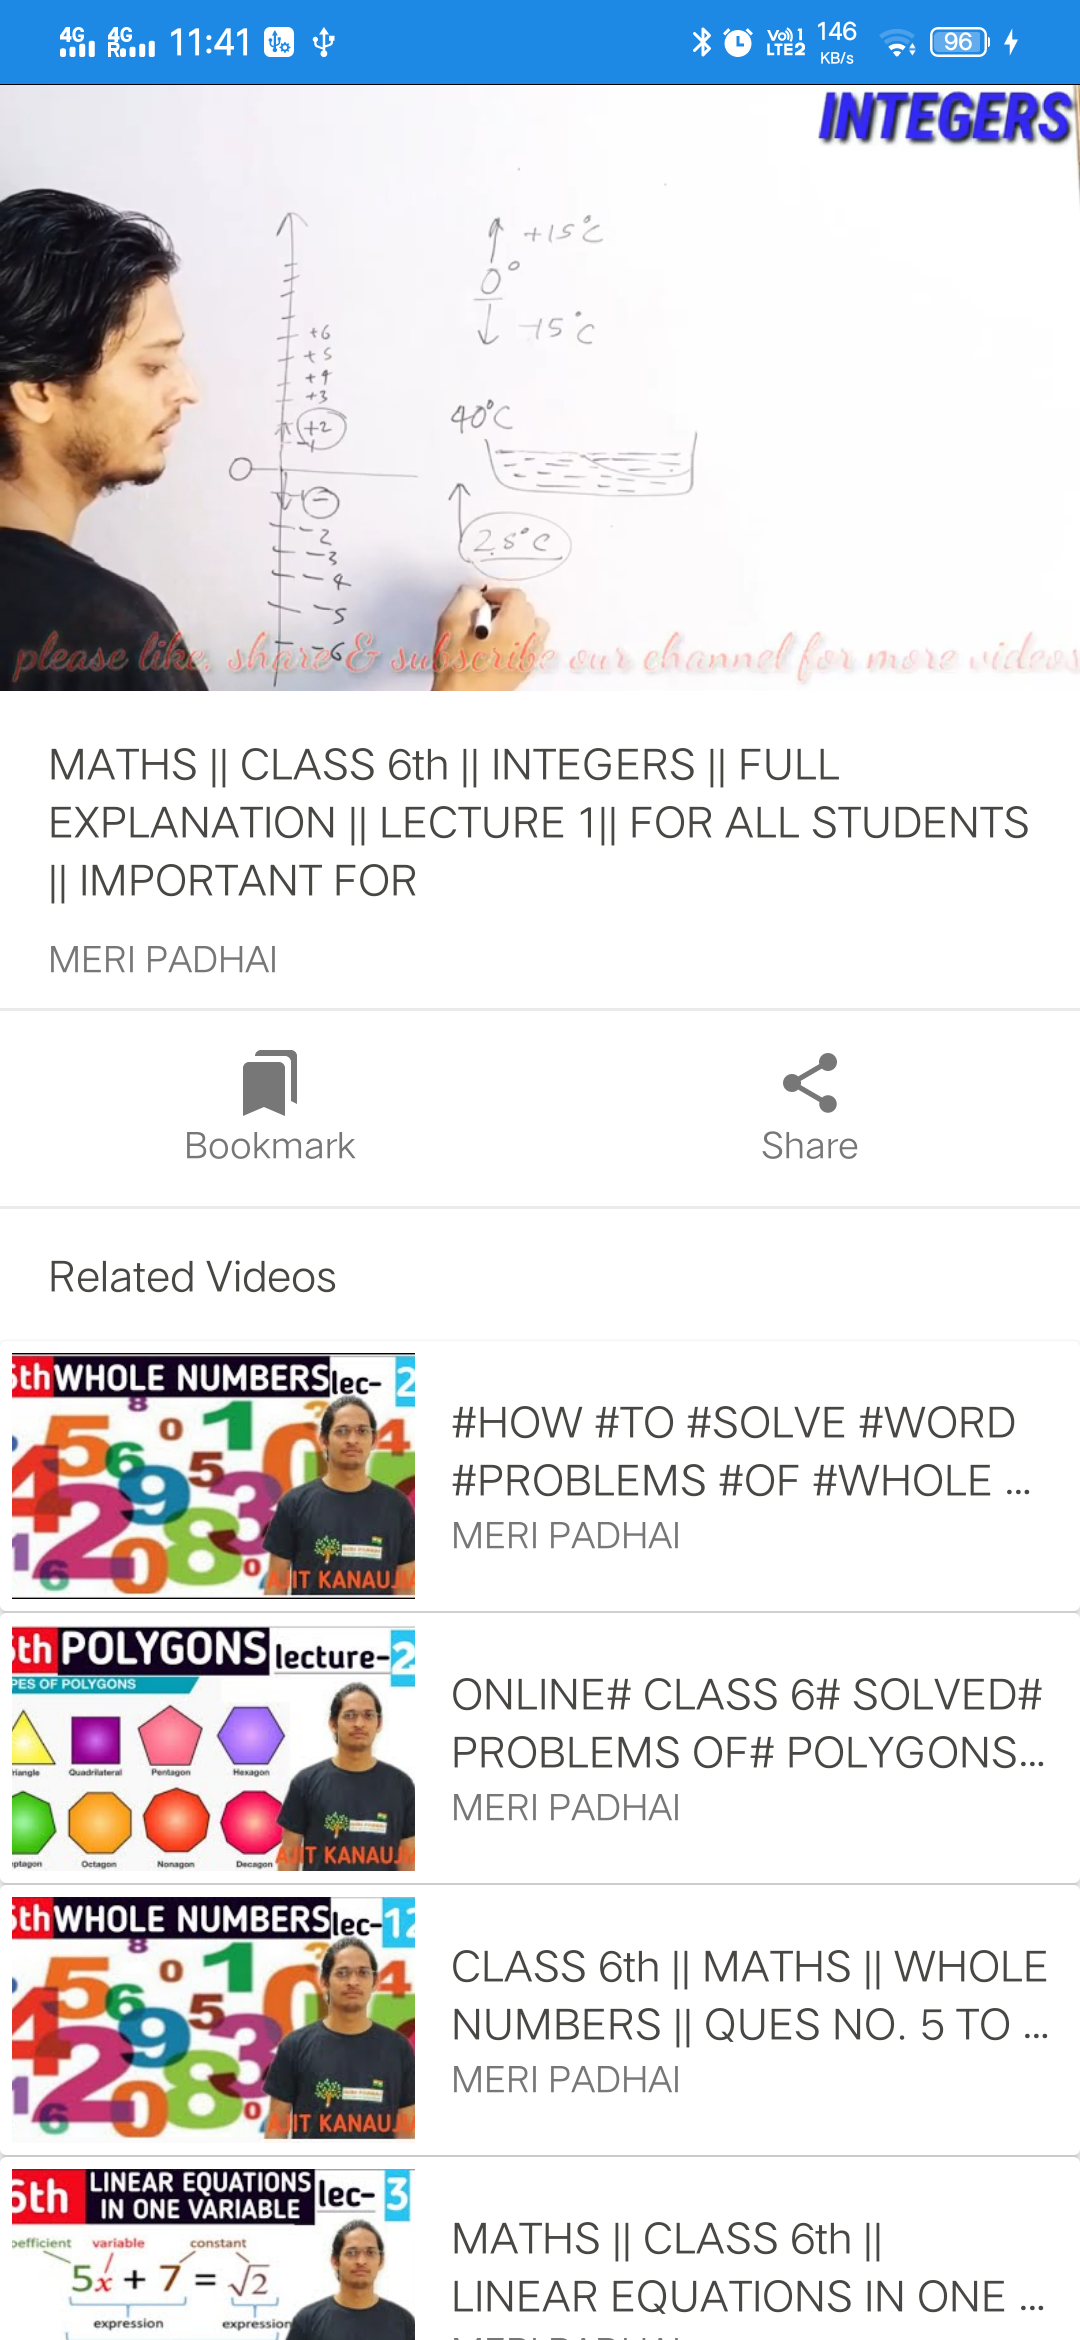 4G 4G R 11:41 Vo) 1 LTE2 146 KB/s 96
INTEGERS
+15°C
0°
-15°C
+6
+5
+4
+3
+2
40°C
0
-2
-3
28°C
-4
-5
-6
please like, share & subscribe our channel for more videos
MATHS || CLASS 6th || INTEGERS || FULL
EXPLANATION || LECTURE 1|| FOR ALL STUDENTS
|| IMPORTANT FOR
MERI PADHAI
Bookmark
Share
Related Videos
6th WHOLE NUMBERS lec- 2
AJIT KANAUJ
#HOW #TO #SOLVE #WORD
#PROBLEMS #OF #WHOLE ...
MERI PADHAI
6th POLYGONS lecture-2
PES OF POLYGONS
riangle Quadrilateral Pentagon Hexagon
ptagon Octagon Nonagon Decagon
AJIT KANAUJ
ONLINE# CLASS 6# SOLVED#
PROBLEMS OF# POLYGONS...
MERI PADHAI
6th WHOLE NUMBERS lec-12
AJIT KANAUJ
CLASS 6th || MATHS || WHOLE
NUMBERS || QUES NO. 5 TO ...
MERI PADHAI
6th LINEAR EQUATIONS IN ONE VARIABLE lec- 3
oefficient variable constant
5x + 7 = √2
expression expression
MATHS || CLASS 6th ||
LINEAR EQUATIONS IN ONE ...